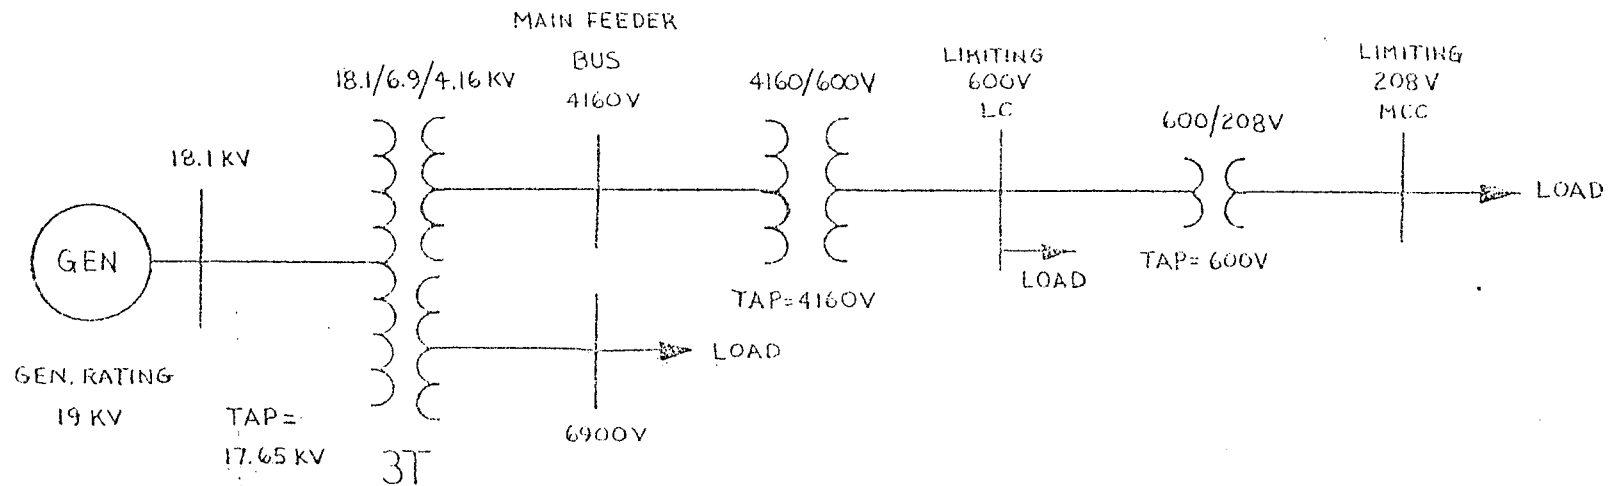 MAIN FEEDER
BUS
4160V
18.1/6.9/4.16 KV
4160/600V
LIMITING
600V
LC
LIMITING
208V
MCC
600/208V
18.1 KV
GEN
LOAD
TAP= 600V
LOAD
TAP=4160V
LOAD
GEN. RATING
19 KV
TAP=
17.65 KV
6900V
3T